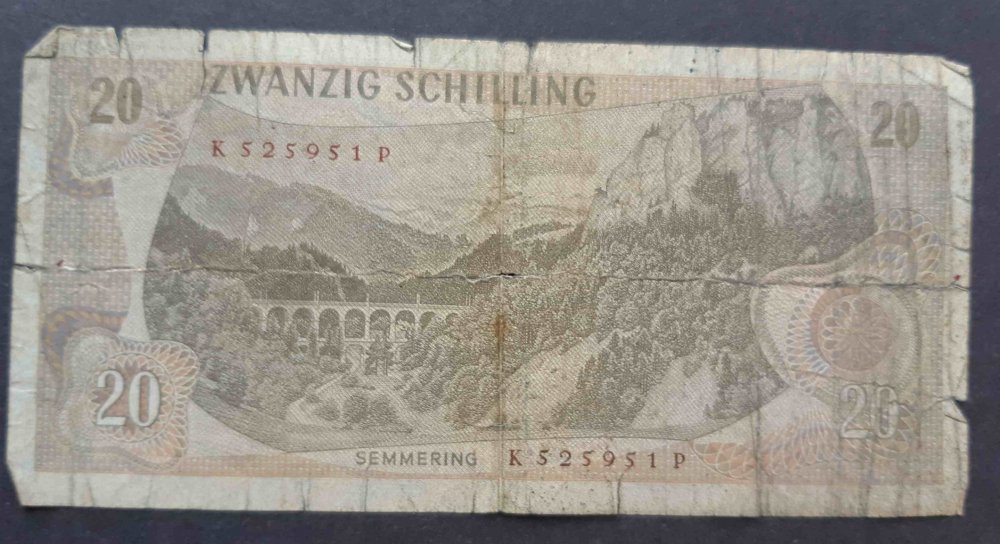 20 ZWANZIG SCHILLING 20
K 525951 P
20 SEMMERING K 525951 P 20